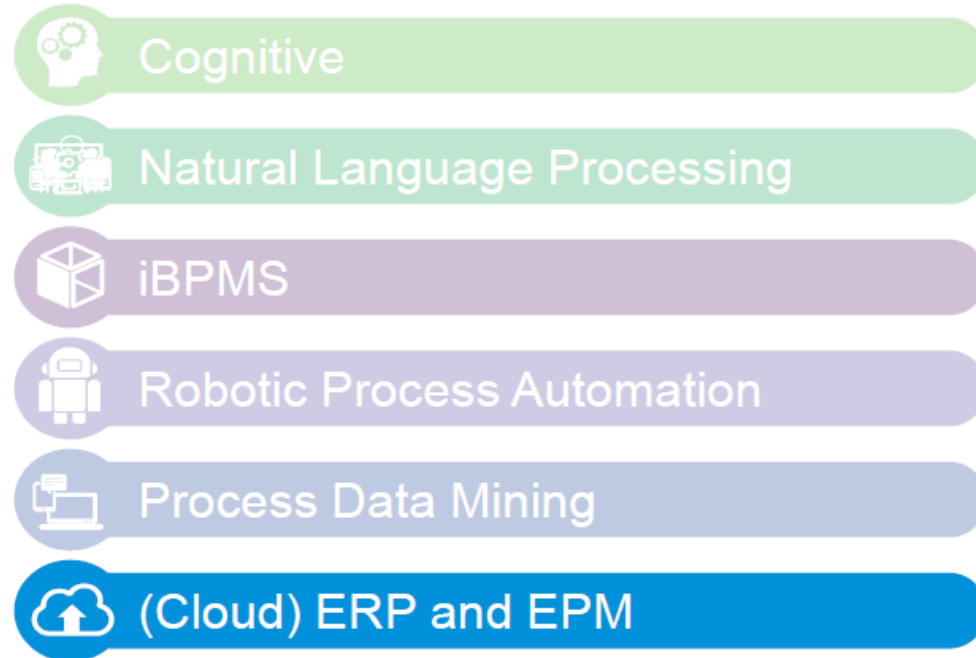 Cognitive
Natural Language Processing
iBPMS
Robotic Process Automation
Process Data Mining
(Cloud) ERP and EPM